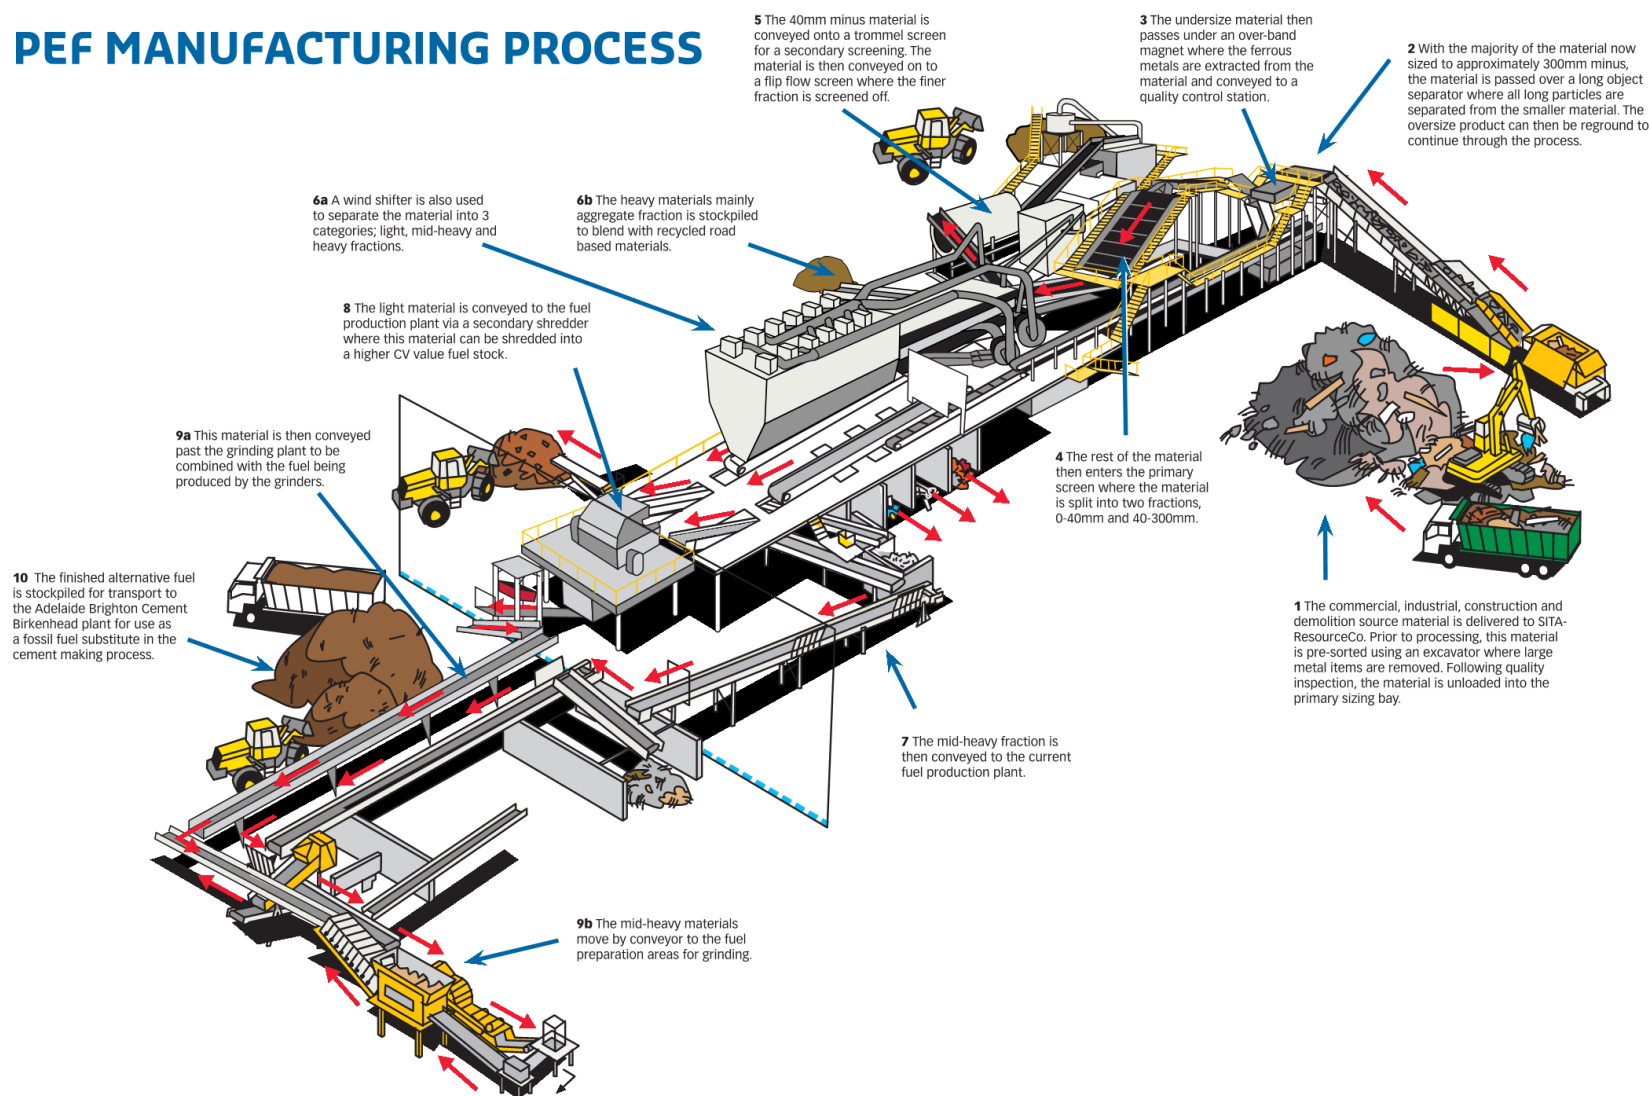 PEF MANUFACTURING PROCESS
5 The 40mm minus material is
conveyed onto a trommel screen
for a secondary screening. The
material is then conveyed on to
a flip flow screen where the finer
fraction is screened off.
3 The undersize material then
passes under an over-band
magnet where the ferrous
metals are extracted from the
material and conveyed to a
quality control station.
2 With the majority of the material now
sized to approximately 300mm minus,
the material is passed over a long object
separator where all long particles are
separated from the smaller material. The
oversize product can then be reground to
continue through the process.
6a A wind shifter is also used
to separate the material into 3
categories; light, mid-heavy and
heavy fractions.
6b The heavy materials mainly
aggregate fraction is stockpiled
to blend with recycled road
based materials.
8 The light material is conveyed to the fuel
production plant via a secondary shredder
where this material can be shredded into
a higher CV value fuel stock.
9a This material is then conveyed
past the grinding plant to be
combined with the fuel being
produced by the grinders.
4 The rest of the material
then enters the primary
screen where the material
is split into two fractions,
0-40mm and 40-300mm.
10 The finished alternative fuel
is stockpiled for transport to
the Adelaide Brighton Cement
Birkenhead plant for use as
a fossil fuel substitute in the
cement making process.
1 The commercial, industrial, construction and
demolition source material is delivered to SITA-
ResourceCo. Prior to processing, this material
is pre-sorted using an excavator where large
metal items are removed. Following quality
inspection, the material is unloaded into the
primary sizing bay.
7 The mid-heavy fraction is
then conveyed to the current
fuel production plant.
9b The mid-heavy materials
move by conveyor to the fuel
preparation areas for grinding.